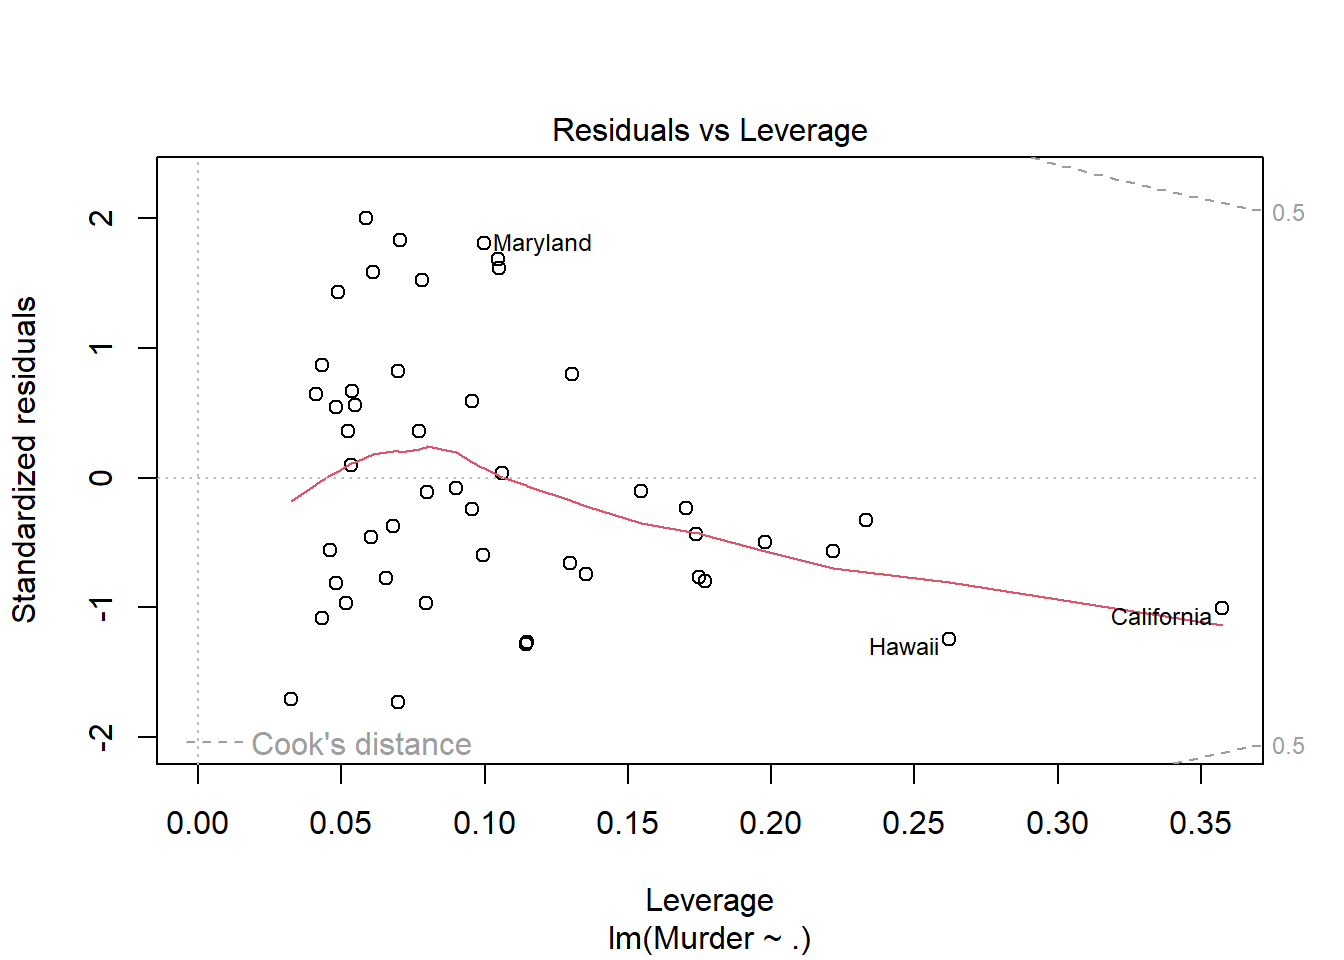 Residuals vs Leverage
Standardized residuals
2
1
0
-1
-2
0.5
Maryland
California
Hawaii
0.5
Cook's distance
0.00 0.05 0.10 0.15 0.20 0.25 0.30 0.35
Leverage
lm(Murder ~ .)